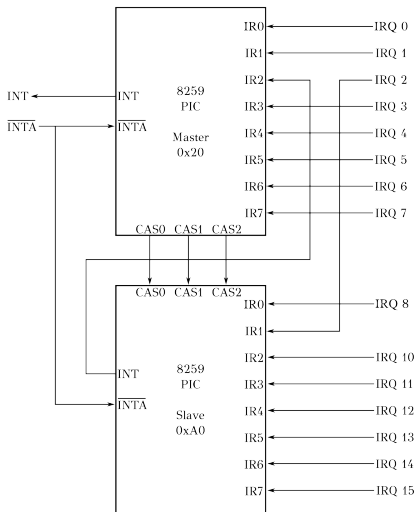 IR0 IRQ 0
IR1 IRQ 1
IR2 IRQ 2
8259
PIC
INT INT
IR3 IRQ 3
INTA INTA
Master
0x20
IR4 IRQ 4
IR5 IRQ 5
IR6 IRQ 6
IR7 IRQ 7
CAS0 CAS1 CAS2
CAS0 CAS1 CAS2
IR0 IRQ 8
IR1
IR2 IRQ 10
8259
PIC
INT
IR3 IRQ 11
INTA
Slave
0xA0
IR4 IRQ 12
IR5 IRQ 13
IR6 IRQ 14
IR7 IRQ 15